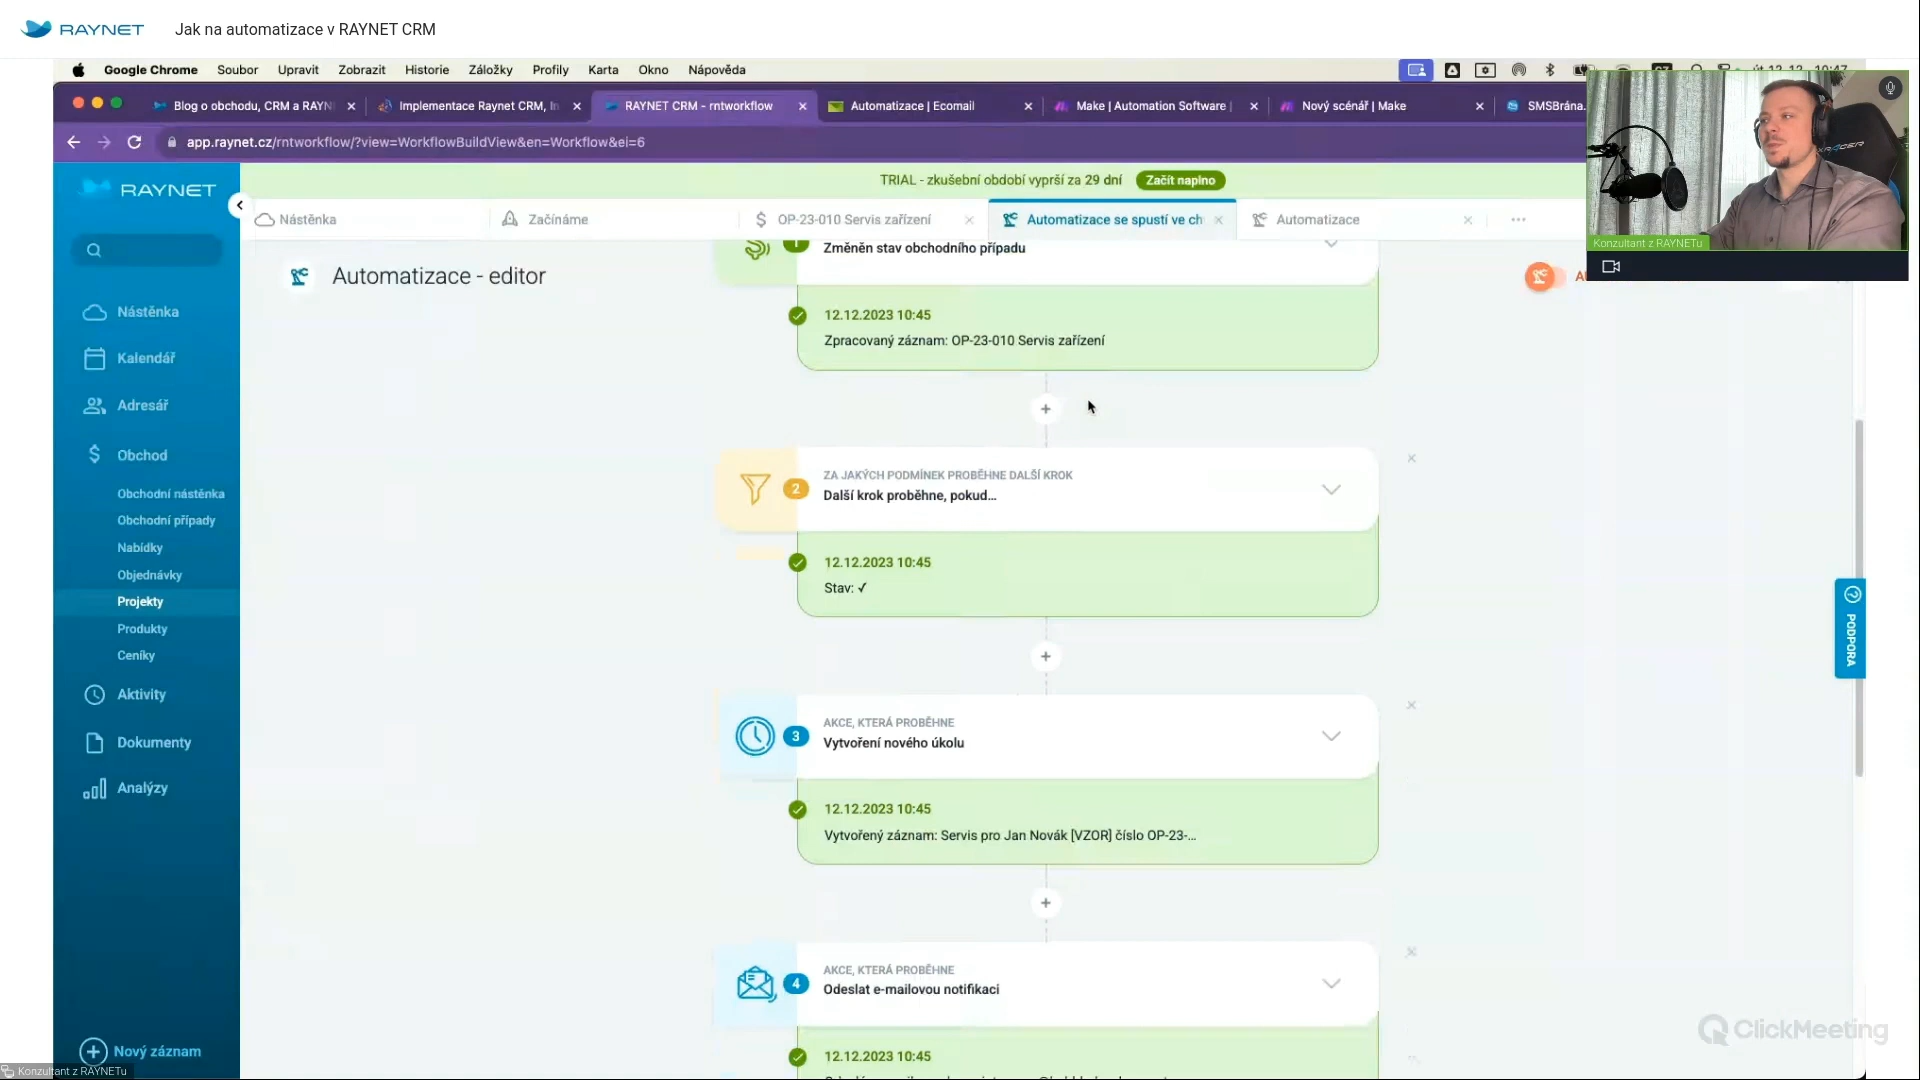 RAYNET
Jak na automatizace v RAYNET CRM
Google Chrome Soubor Upravit Zobrazit Historie Záložky Profily Karta Okno Nápověda
Blog o obchodu, CRM a RAYN
Implementace Raynet CRM, In
RAYNET CRM - rntworkflow
Automatizace | Ecomail
Make | Automation Software |
Nový scénář | Make
SMSBrána.
app.raynet.cz/rntworkflow/?view=WorkflowBuildView&en=Workflow&ei=6
Konzultant z RAYNETu
RAYNET
TRIAL - zkušební období vyprší za 29 dní
Začít naplno
Nástěnka
Začínáme
OP-23-010 Servis zařízení
Automatizace se spustí ve ch
Automatizace
Automatizace - editor
1
Změněn stav obchodního případu
12.12.2023 10:45
Zpracovaný záznam: OP-23-010 Servis zařízení
Nástěnka
Kalendář
Adresář
Obchod
Obchodní nástěnka
Obchodní případy
Nabídky
Objednávky
Projekty
Produkty
Ceníky
Aktivity
Dokumenty
Analýzy
Nový záznam
ZA JAKÝCH PODMÍNEK PROBĚHNE DALŠÍ KROK
2
Další krok proběhne, pokud...
12.12.2023 10:45
Stav: ✓
AKCE, KTERÁ PROBĚHNE
3
Vytvoření nového úkolu
12.12.2023 10:45
Vytvořený záznam: Servis pro Jan Novák [VZOR] číslo OP-23-...
AKCE, KTERÁ PROBĚHNE
4
Odeslat e-mailovou notifikaci
12.12.2023 10:45
PODPORA
ClickMeeting
Konzultant z RAYNETu